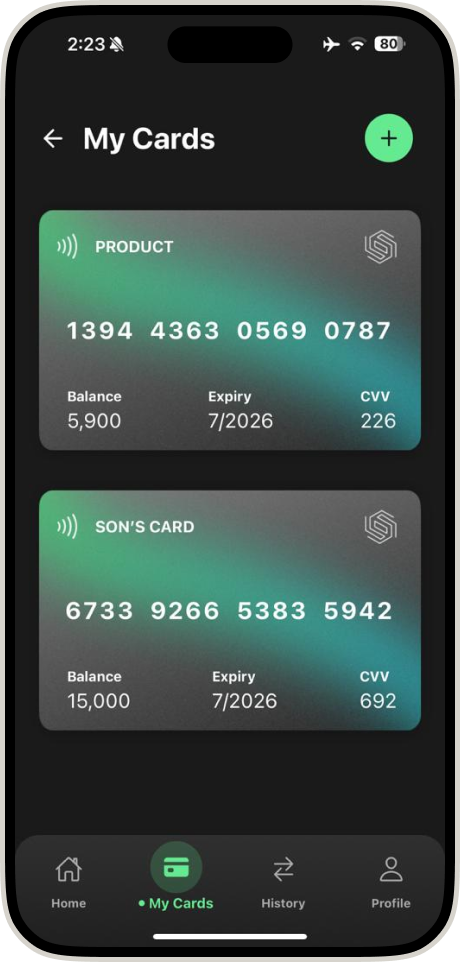 2:23
80
My Cards
PRODUCT
1394 4363 0569 0787
Balance Expiry CVV
5,900 7/2026 226
SON'S CARD
6733 9266 5383 5942
Balance Expiry CVV
15,000 7/2026 692
Home • My Cards History Profile